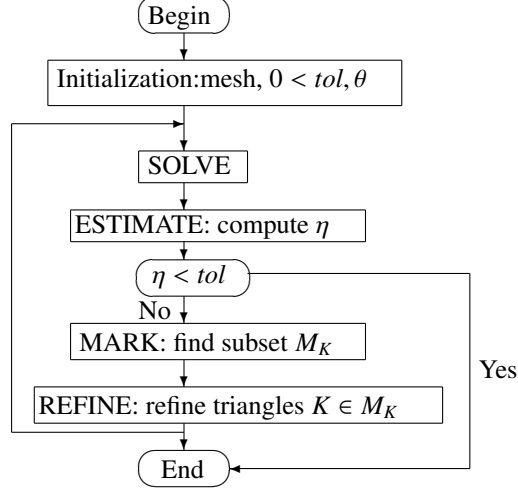 Begin
Initialization:mesh, 0 < tol, θ
SOLVE
ESTIMATE: compute η
η < tol
No
MARK: find subset M_K
Yes
REFINE: refine triangles K ∈ M_K
End